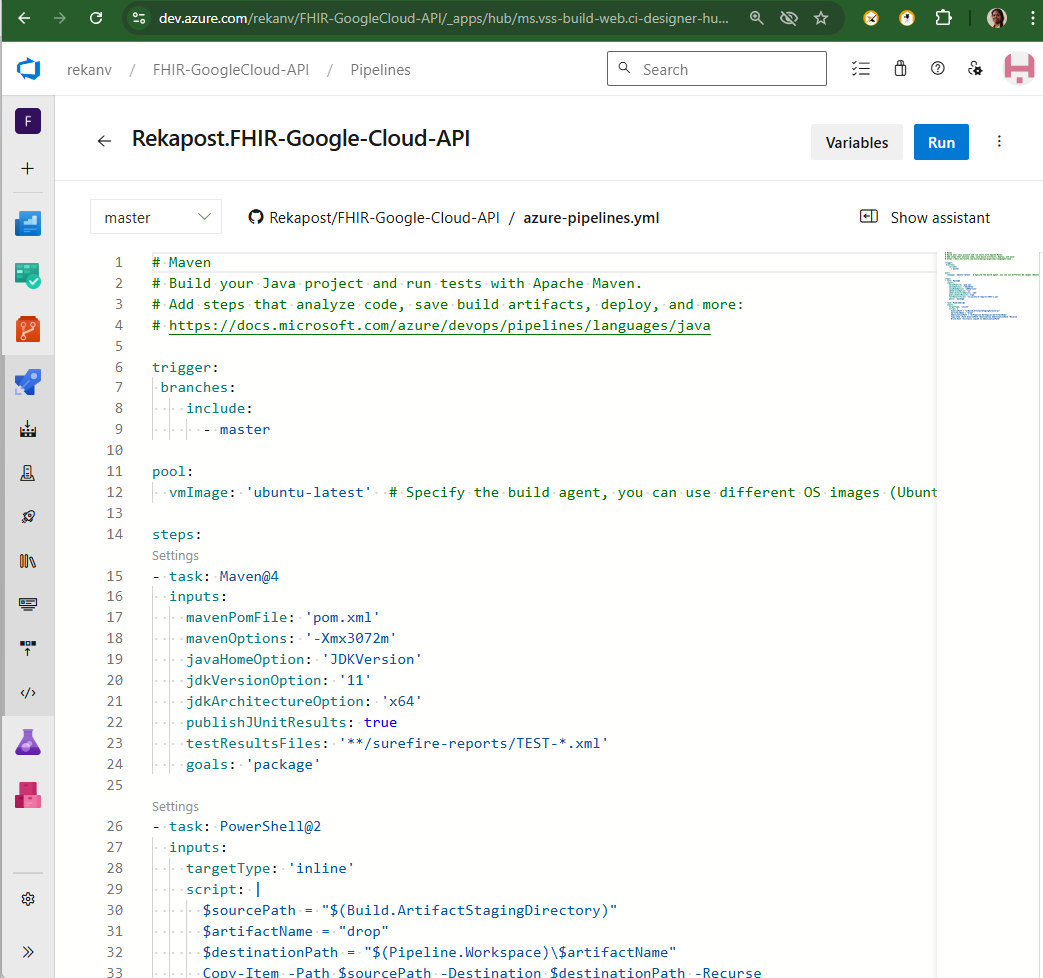 dev.azure.com/rekanv/FHIR-GoogleCloud-API/_apps/hub/ms.vss-build-web.ci-designer-hu...
rekanv / FHIR-GoogleCloud-API / Pipelines
Search
F
Rekapost.FHIR-Google-Cloud-API
Variables
Run
master
Rekapost/FHIR-Google-Cloud-API / azure-pipelines.yml
Show assistant
1 # Maven
2 # Build your Java project and run tests with Apache Maven.
3 # Add steps that analyze code, save build artifacts, deploy, and more:
4 # https://docs.microsoft.com/azure/devops/pipelines/languages/java
5
6 trigger:
7 branches:
8 include:
9 - master
10
11 pool:
12 vmImage: 'ubuntu-latest' # Specify the build agent, you can use different OS images (Ubunt
13
14 steps:
Settings
15 - task: Maven@4
16 inputs:
17 mavenPomFile: 'pom.xml'
18 mavenOptions: '-Xmx3072m'
19 javaHomeOption: 'JDKVersion'
20 jdkVersionOption: '11'
21 jdkArchitectureOption: 'x64'
22 publishJUnitResults: true
23 testResultsFiles: '**/surefire-reports/TEST-*.xml'
24 goals: 'package'
25
Settings
26 - task: PowerShell@2
27 inputs:
28 targetType: 'inline'
29 script: |
30 $sourcePath = "$(Build.ArtifactStagingDirectory)"
31 $artifactName = "drop"
32 $destinationPath = "$(Pipeline.Workspace)\$artifactName"
33 Copy-Item -Path $sourcePath -Destination $destinationPath -Recurse